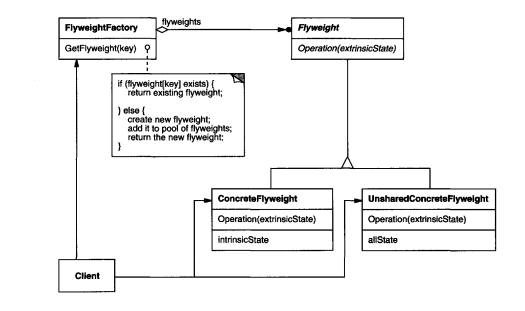 FlyweightFactory
GetFlyweight(key)
flyweights
Flyweight
Operation(extrinsicState)
if (flyweight[key] exists) {
return existing flyweight;
} else {
create new flyweight;
add it to pool of flyweights;
return the new flyweight;
}
ConcreteFlyweight
Operation(extrinsicState)
intrinsicState
UnsharedConcreteFlyweight
Operation(extrinsicState)
allState
Client